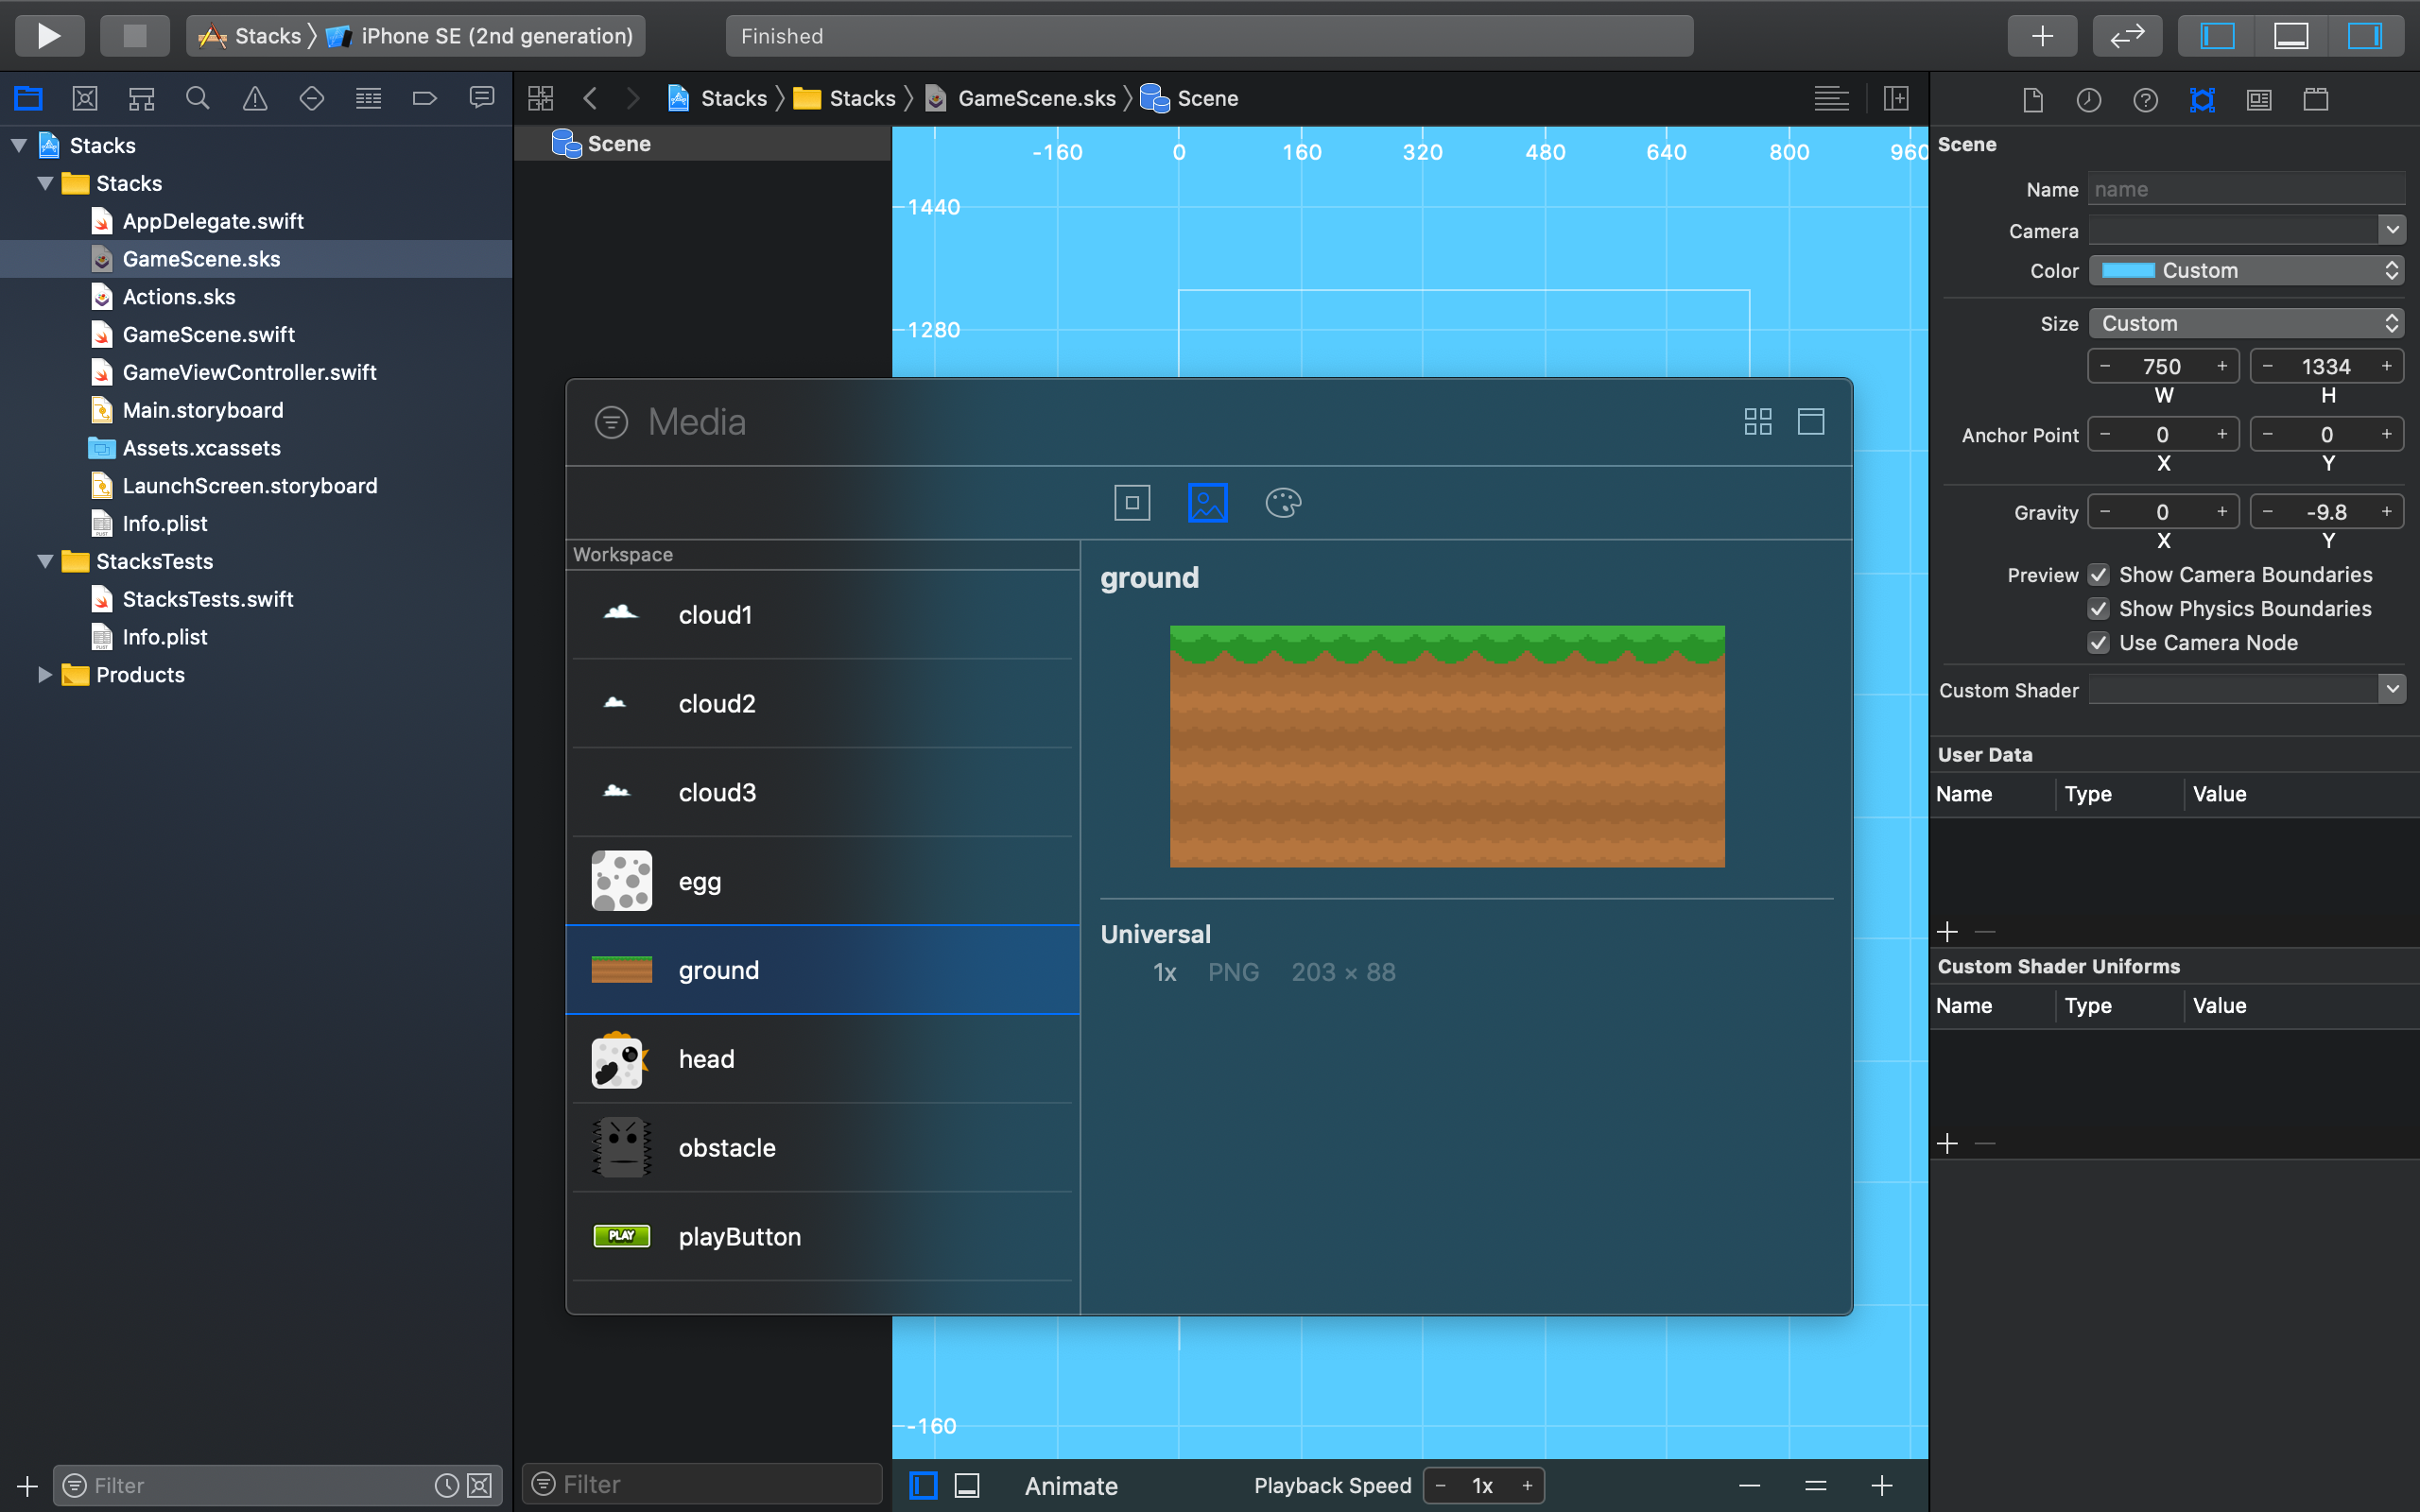 Stacks 〉 iPhone SE (2nd generation)
Finished
Stacks 〉 Stacks 〉 GameScene.sks 〉 Scene
Stacks
Stacks
AppDelegate.swift
GameScene.sks
Actions.sks
GameScene.swift
GameViewController.swift
Main.storyboard
Assets.xcassets
LaunchScreen.storyboard
Info.plist
StacksTests
StacksTests.swift
Info.plist
Products
Filter
Scene
Filter
-160 0 160 320 480 640 800 960
1440
1280
-160
Media
Workspace
cloud1
cloud2
cloud3
egg
ground
head
obstacle
PLAY playButton
ground
Universal
1x PNG 203 × 88
Animate
Playback Speed - 1x +
Scene
Name name
Camera
Color Custom
Size Custom
- 750 + - 1334 +
W H
Anchor Point - 0 + - 0 +
X Y
Gravity - 0 + - -9.8 +
X Y
Preview Show Camera Boundaries
Show Physics Boundaries
Use Camera Node
Custom Shader
User Data
Name Type Value
Custom Shader Uniforms
Name Type Value